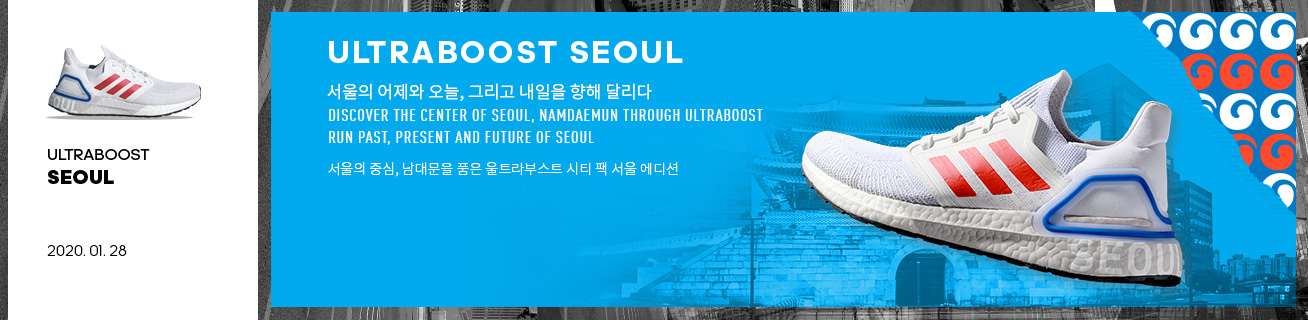 ULTRABOOST
SEOUL
2020. 01. 28
ULTRABOOST SEOUL
서울의 어제와 오늘, 그리고 내일을 향해 달리다
DISCOVER THE CENTER OF SEOUL, NAMDAEMUN THROUGH ULTRABOOST
RUN PAST, PRESENT AND FUTURE OF SEOUL
서울의 중심, 남대문을 품은 울트라부스트 시티 팩 서울 에디션
SEOUL
OUL